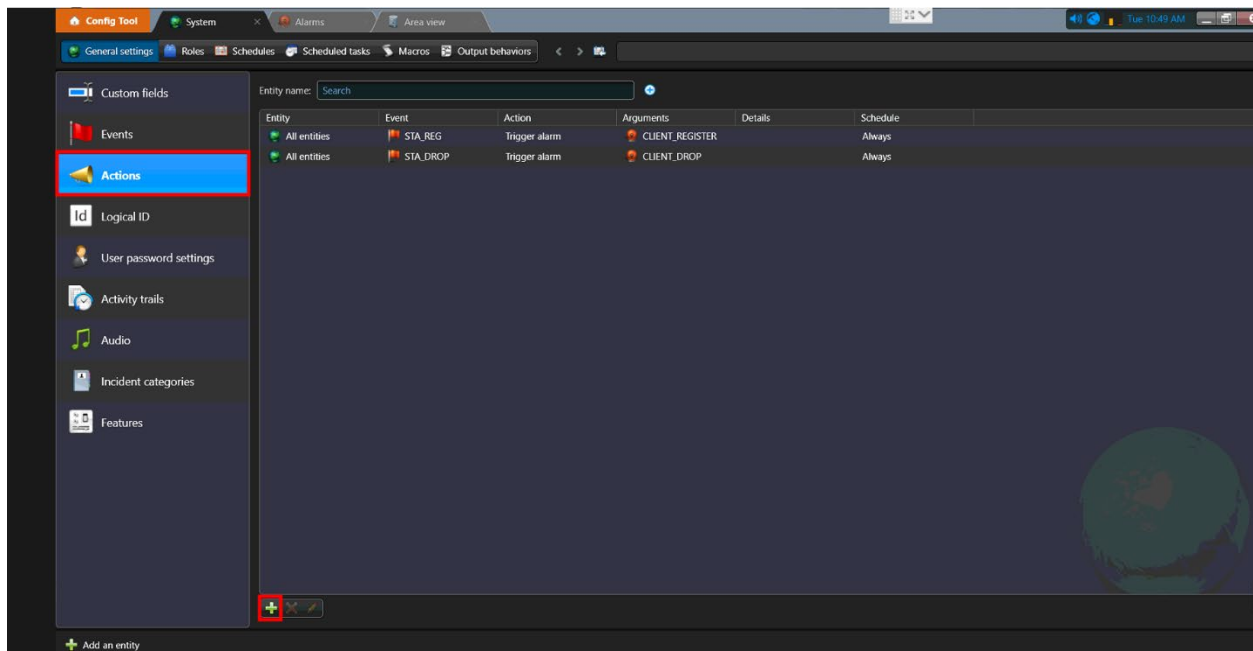 Config Tool System Alarms Area view Tue 10:49 AM
General settings Roles Schedules Scheduled tasks Macros Output behaviors
Custom fields
Events
Actions
Id Logical ID
User password settings
Activity trails
Audio
Incident categories
Features
Entity name: Search
Entity Event Action Arguments Details Schedule
All entities STA_REG Trigger alarm CLIENT_REGISTER Always
All entities STA_DROP Trigger alarm CLIENT_DROP Always
Add an entity